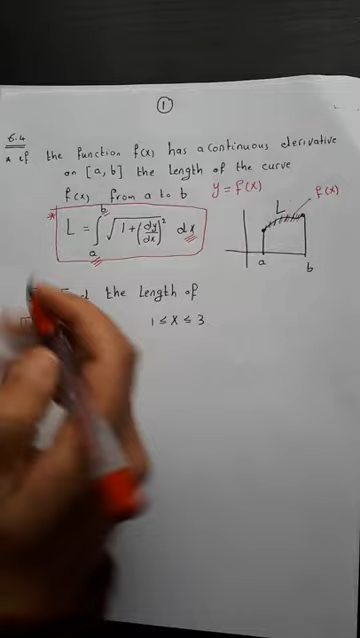 1
6.4
* if the function f(x) has a continuous derivative
on [a, b] the length of the curve
f(x) from a to b y = f(x)
* L = ∫ₐᵇ √(1 + (dy/dx)²) dx
L f(x)
a b
the length of
1 ≤ x ≤ 3